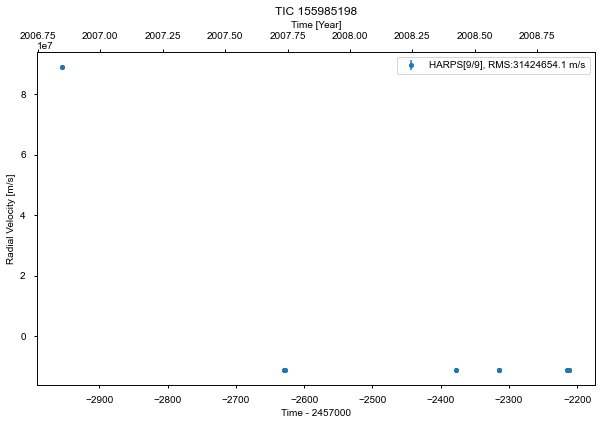 TIC 155985198
Time [Year]
2006.75 2007.00 2007.25 2007.50 2007.75 2008.00 2008.25 2008.50 2008.75
1e7
HARPS[9/9], RMS:31424654.1 m/s
8
6
4
2
0
Radial Velocity [m/s]
−2900 −2800 −2700 −2600 −2500 −2400 −2300 −2200
Time - 2457000